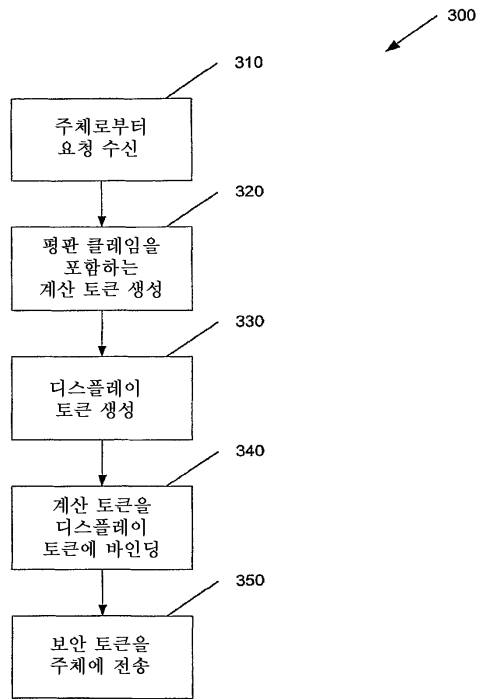 300
310
주체로부터
요청 수신
320
평판 클레임을
포함하는
계산 토큰 생성
330
디스플레이
토큰 생성
340
계산 토큰을
디스플레이
토큰에 바인딩
350
보안 토큰을
주체에 전송